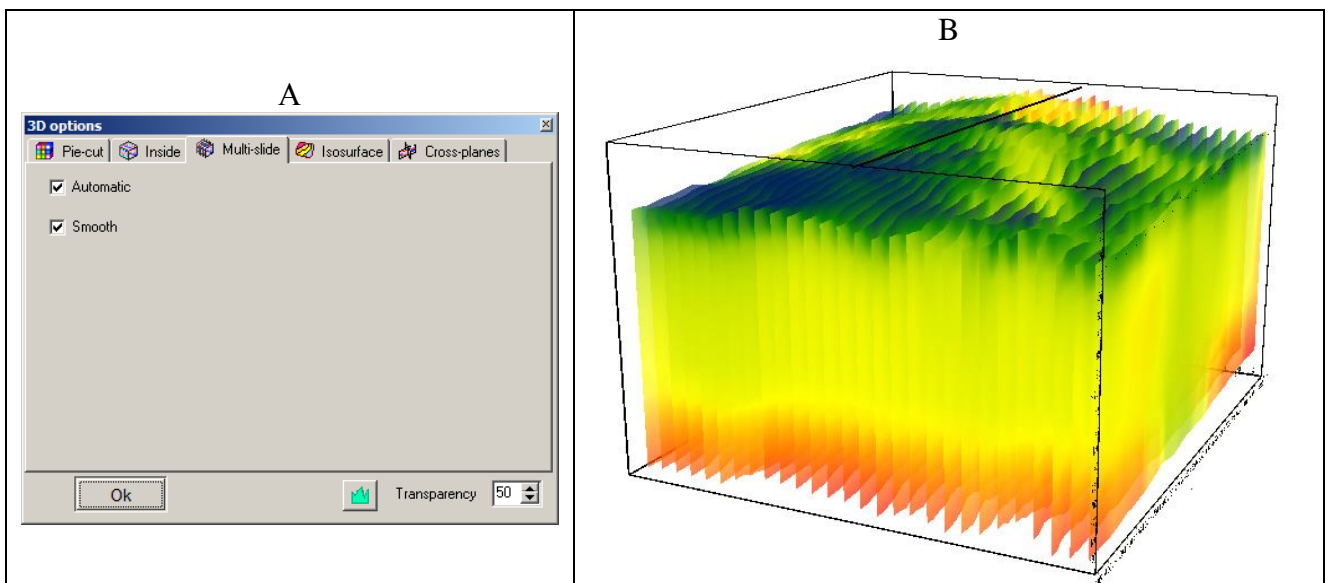 A
3D options
Pie-cut Inside Multi-slide Isosurface Cross-planes
Automatic
Smooth
Ok Transparency 50
B